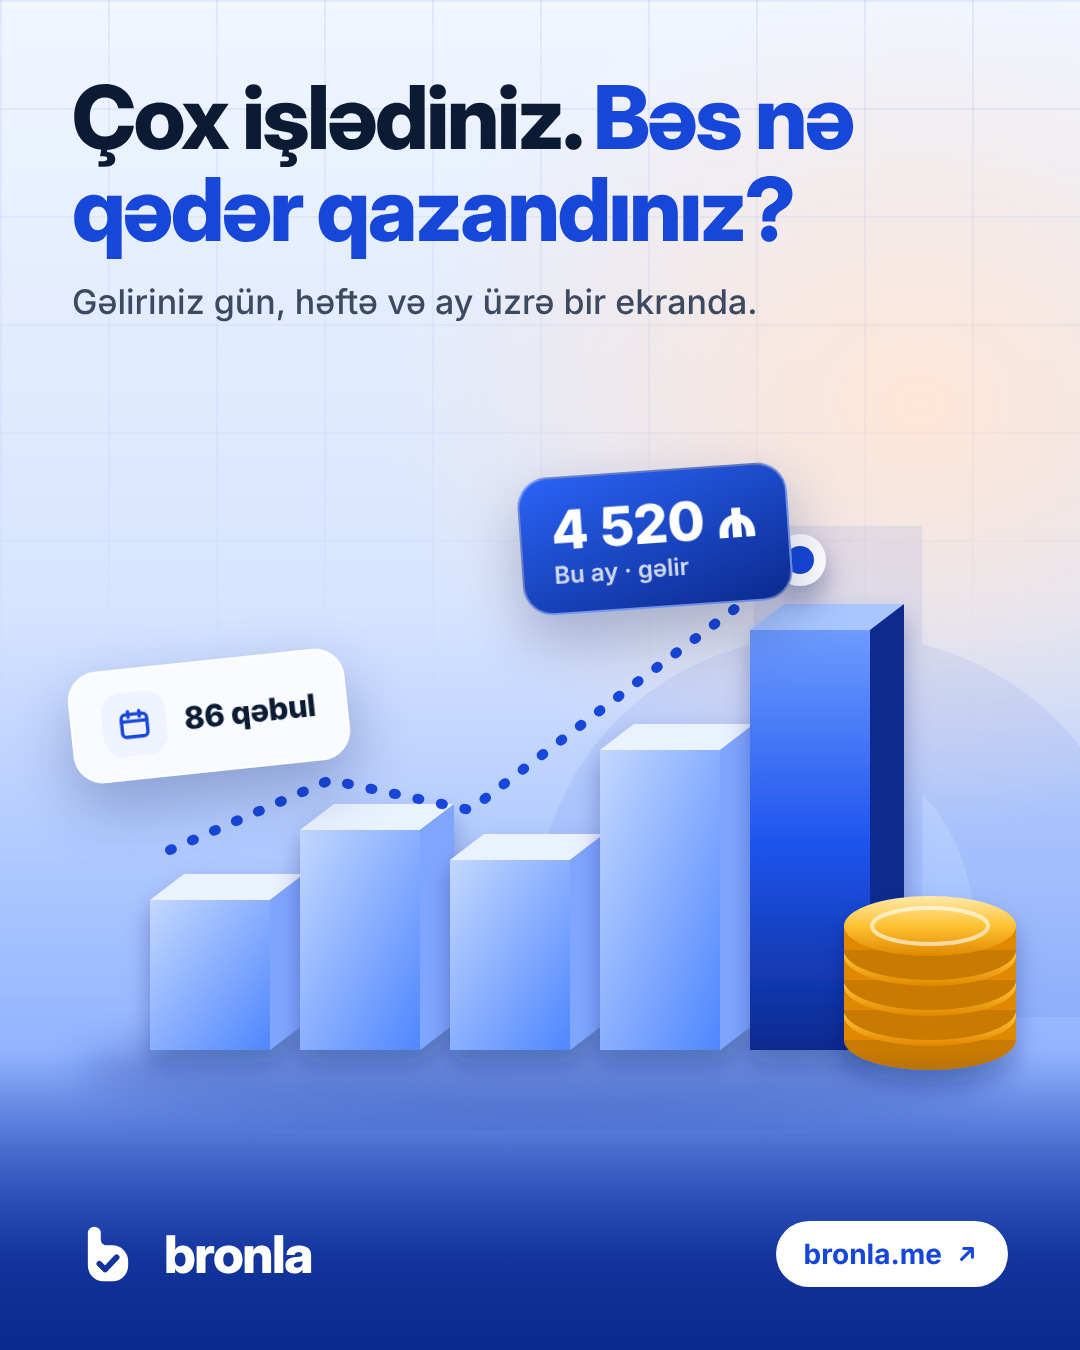 Çox işlədiniz. Bəs nə
qədər qazandınız?
Gəliriniz gün, həftə və ay üzrə bir ekranda.
4 520 ₼
Bu ay · gəlir
86 qəbul
bronla
bronla.me ↗